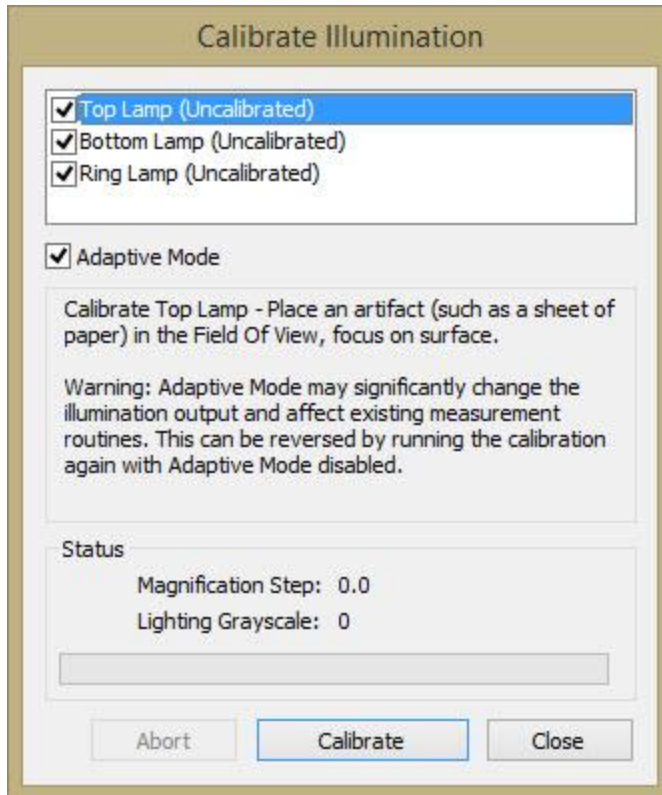 Calibrate Illumination
Top Lamp (Uncalibrated)
Bottom Lamp (Uncalibrated)
Ring Lamp (Uncalibrated)
Adaptive Mode
Calibrate Top Lamp - Place an artifact (such as a sheet of
paper) in the Field Of View, focus on surface.
Warning: Adaptive Mode may significantly change the
illumination output and affect existing measurement
routines. This can be reversed by running the calibration
again with Adaptive Mode disabled.
Status
Magnification Step: 0.0
Lighting Grayscale: 0
Abort Calibrate Close